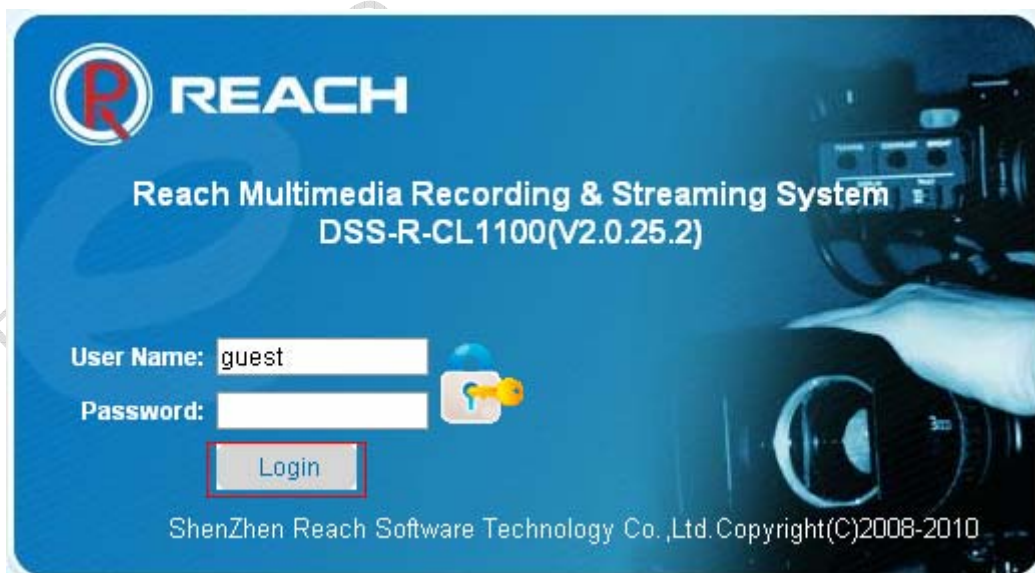 REACH
Reach Multimedia Recording & Streaming System
DSS-R-CL1100(V2.0.25.2)
User Name: guest
Password:
Login
ShenZhen Reach Software Technology Co.,Ltd.Copyright(C)2008-2010